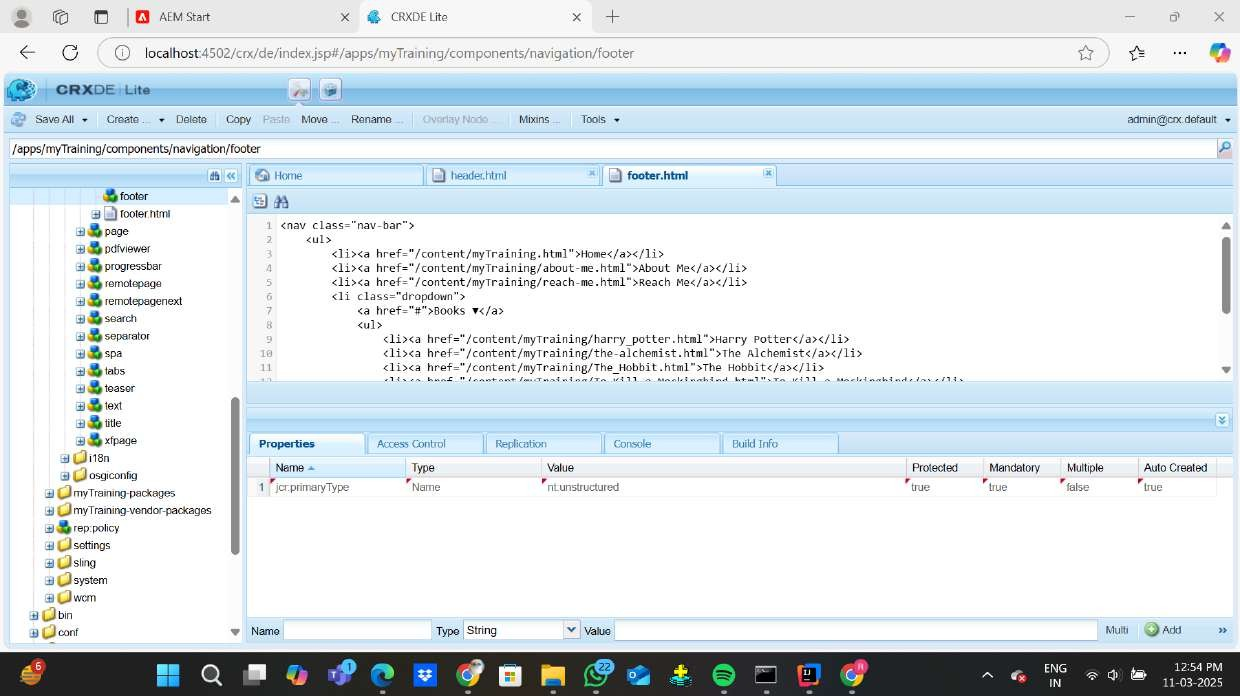 AEM Start
CRXDE Lite
localhost:4502/crx/de/index.jsp#/apps/myTraining/components/navigation/footer
CRXDE | Lite
Save All Create ... Delete Copy Paste Move ... Rename ... Overlay Node ... Mixins ... Tools admin@crx.default
/apps/myTraining/components/navigation/footer
footer
footer.html
page
pdfviewer
progressbar
remotepage
remotepagenext
search
separator
spa
tabs
teaser
text
title
xfpage
i18n
osgiconfig
myTraining-packages
myTraining-vendor-packages
rep:policy
settings
sling
system
wcm
bin
conf
Home header.html footer.html
1 <nav class="nav-bar">
2 <ul>
3 <li><a href="/content/myTraining.html">Home</a></li>
4 <li><a href="/content/myTraining/about-me.html">About Me</a></li>
5 <li><a href="/content/myTraining/reach-me.html">Reach Me</a></li>
6 <li class="dropdown">
7 <a href="#">Books ▼</a>
8 <ul>
9 <li><a href="/content/myTraining/harry_potter.html">Harry Potter</a></li>
10 <li><a href="/content/myTraining/the-alchemist.html">The Alchemist</a></li>
11 <li><a href="/content/myTraining/The_Hobbit.html">The Hobbit</a></li>
Properties Access Control Replication Console Build Info
Name Type Value Protected Mandatory Multiple Auto Created
1 jcr:primaryType Name nt:unstructured true true false true
Name Type String Value Multi Add »
6
1
22
R
ENG
IN
12:54 PM
11-03-2025